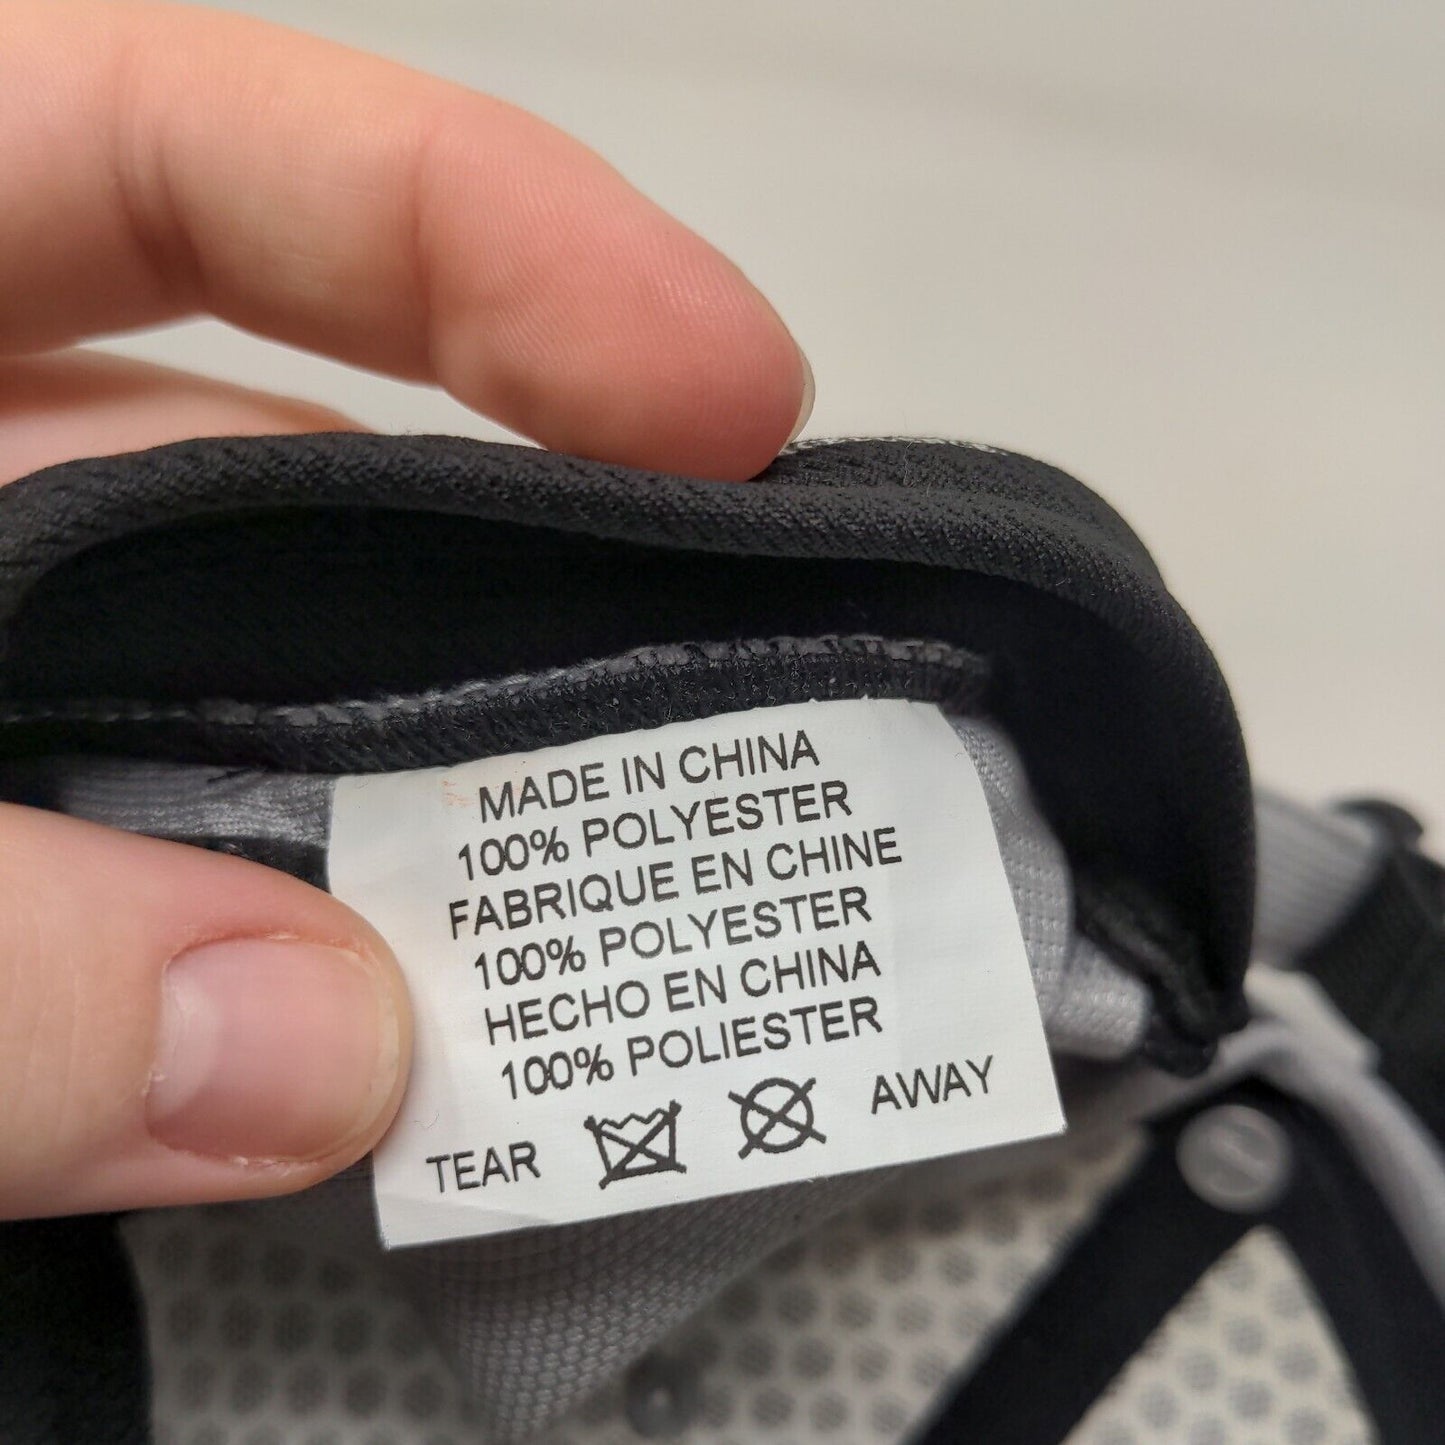 MADE IN CHINA
100% POLYESTER
FABRIQUE EN CHINE
100% POLYESTER
HECHO EN CHINA
100% POLIESTER
TEAR AWAY